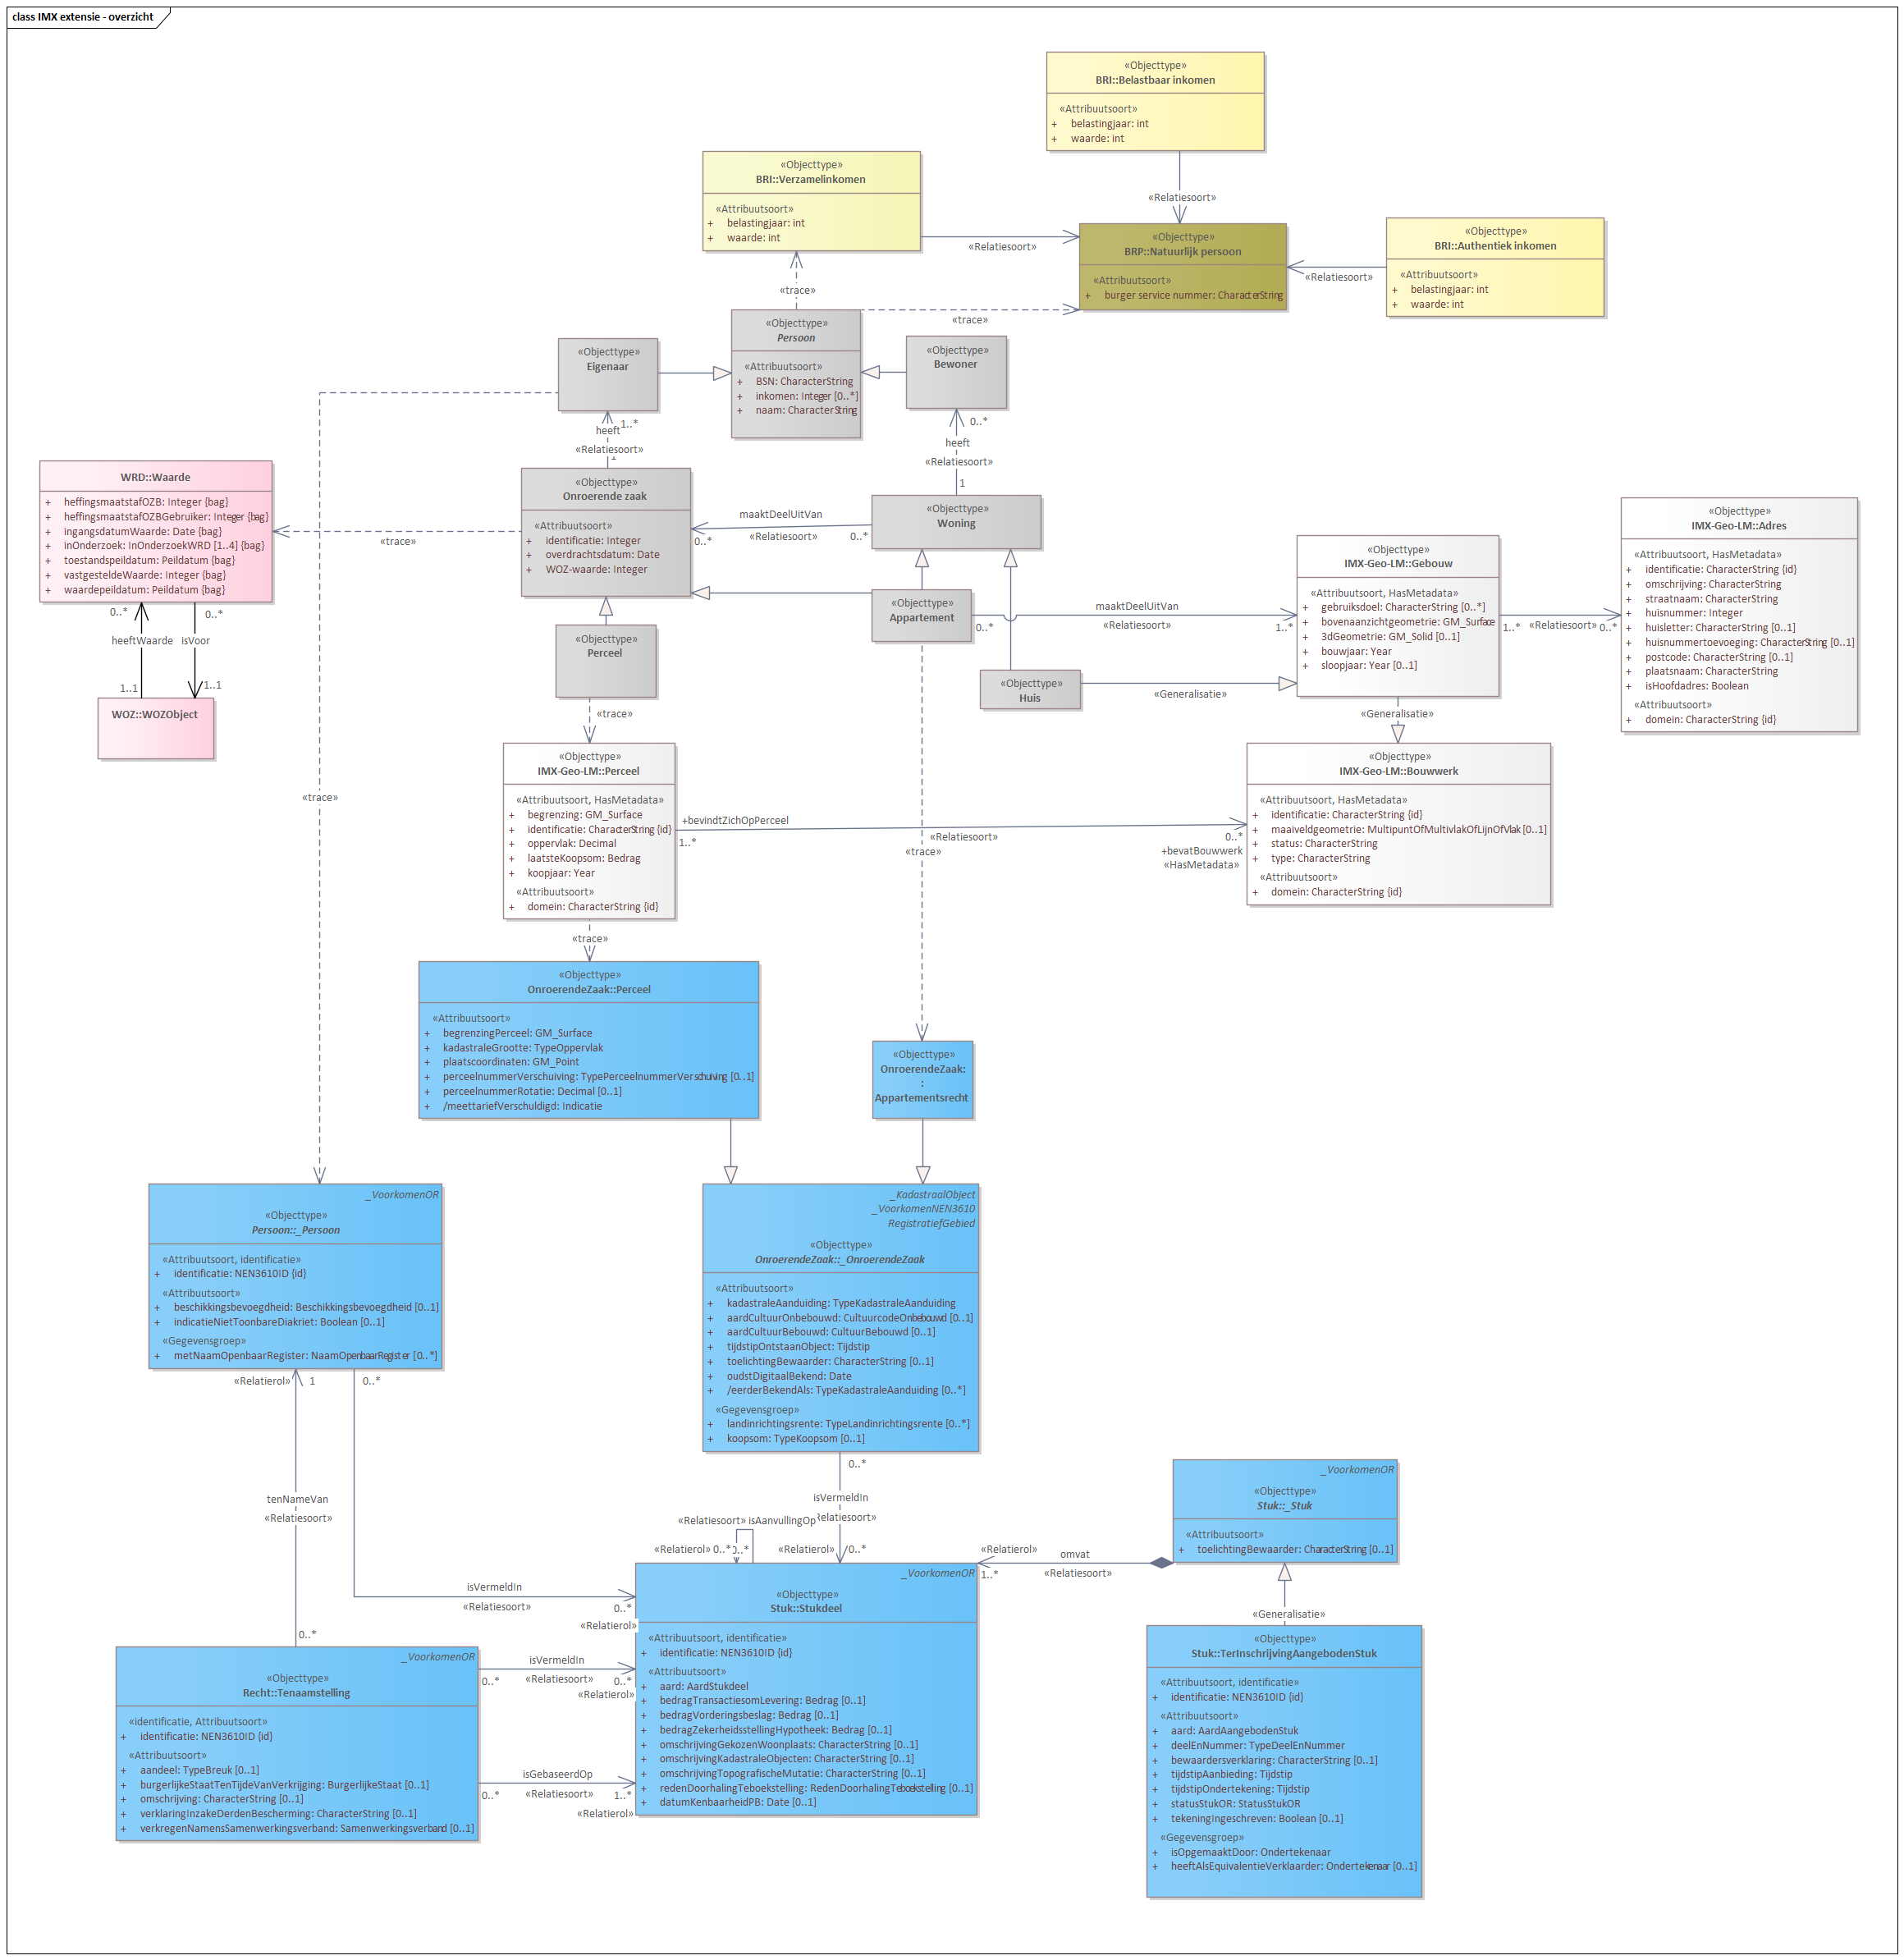 class IMX extensie - overzicht
«Objecttype»
BRI::Belastbaar inkomen
«Attribuutsoort»
+ belastingjaar: int
+ waarde: int
«Relatiesoort»
«Objecttype»
BRI::Verzamelinkomen
«Attribuutsoort»
+ belastingjaar: int
+ waarde: int
«Relatiesoort»
«Objecttype»
BRP::Natuurlijk persoon
«Attribuutsoort»
+ burger service nummer: CharacterString
«Objecttype»
BRI::Authentiek inkomen
«Attribuutsoort»
+ belastingjaar: int
+ waarde: int
«Relatiesoort»
«trace»
«trace»
«Objecttype»
Persoon
«Attribuutsoort»
+ BSN: CharacterString
+ inkomen: Integer [0..*]
+ naam: CharacterString
«Objecttype»
Eigenaar
«Objecttype»
Bewoner
1..*
heeft
«Relatiesoort»
1
0..*
heeft
«Relatiesoort»
1
WRD::Waarde
+ heffingsmaatstafOZB: Integer {bag}
+ heffingsmaatstafOZBGebruiker: Integer {bag}
+ ingangsdatumWaarde: Date {bag}
+ inOnderzoek: InOnderzoekWRD [1..4] {bag}
+ toestandspeildatum: Peildatum {bag}
+ vastgesteldeWaarde: Integer {bag}
+ waardepeildatum: Peildatum {bag}
0..*
0..*
heeftWaarde
isVoor
1..1
1..1
WOZ::WOZObject
«trace»
«Objecttype»
Onroerende zaak
«Attribuutsoort»
+ identificatie: Integer
+ overdrachtsdatum: Date
+ WOZ-waarde: Integer
maaktDeelUitVan
0..*
«Relatiesoort»
0..*
«Objecttype»
Woning
«Objecttype»
Appartement
0..*
maaktDeelUitVan
«Relatiesoort»
1..*
«Objecttype»
Perceel
«trace»
«Objecttype»
Huis
«Generalisatie»
«Objecttype»
IMX-Geo-LM::Gebouw
«Attribuutsoort, HasMetadata»
+ gebruiksdoel: CharacterString [0..*]
+ bovenaanzichtgeometrie: GM_Surface
+ 3dGeometrie: GM_Solid [0..1]
+ bouwjaar: Year
+ sloopjaar: Year [0..1]
1..*
«Relatiesoort»
0..*
«Objecttype»
IMX-Geo-LM::Adres
«Attribuutsoort, HasMetadata»
+ identificatie: CharacterString {id}
+ omschrijving: CharacterString
+ straatnaam: CharacterString
+ huisnummer: Integer
+ huisletter: CharacterString [0..1]
+ huisnummertoevoeging: CharacterString [0..1]
+ postcode: CharacterString [0..1]
+ plaatsnaam: CharacterString
+ isHoofdadres: Boolean
«Attribuutsoort»
+ domein: CharacterString {id}
«Generalisatie»
«trace»
«Objecttype»
IMX-Geo-LM::Perceel
«Attribuutsoort, HasMetadata»
+ begrenzing: GM_Surface
+ identificatie: CharacterString {id}
+ oppervlak: Decimal
+ laatsteKoopsom: Bedrag
+ koopjaar: Year
«Attribuutsoort»
+ domein: CharacterString {id}
+bevindtZichOpPerceel
1..*
«Relatiesoort»
0..*
+bevatBouwwerk
«HasMetadata»
«trace»
«Objecttype»
IMX-Geo-LM::Bouwwerk
«Attribuutsoort, HasMetadata»
+ identificatie: CharacterString {id}
+ maaiveldgeometrie: MultipuntOfMultivlakOfLijnOfVlak [0..1]
+ status: CharacterString
+ type: CharacterString
«Attribuutsoort»
+ domein: CharacterString {id}
«trace»
«Objecttype»
OnroerendeZaak::Perceel
«Attribuutsoort»
+ begrenzingPerceel: GM_Surface
+ kadastraleGrootte: TypeOppervlak
+ plaatscoordinaten: GM_Point
+ perceelnummerVerschuiving: TypePerceelnummerVerschuiving [0..1]
+ perceelnummerRotatie: Decimal [0..1]
+ /meettariefVerschuldigd: Indicatie
«Objecttype»
OnroerendeZaak:
:
Appartementsrecht
_VoorkomenOR
«Objecttype»
Persoon::_Persoon
«Attribuutsoort, identificatie»
+ identificatie: NEN3610ID {id}
«Attribuutsoort»
+ beschikkingsbevoegdheid: Beschikkingsbevoegdheid [0..1]
+ indicatieNietToonbareDiakriet: Boolean [0..1]
«Gegevensgroep»
+ metNaamOpenbaarRegister: NaamOpenbaarRegister [0..*]
«Relatierol»
1
0..*
_KadastraalObject
_VoorkomenNEN3610
RegistratiefGebied
«Objecttype»
OnroerendeZaak::_OnroerendeZaak
«Attribuutsoort»
+ kadastraleAanduiding: TypeKadastraleAanduiding
+ aardCultuurOnbebouwd: CultuurcodeOnbebouwd [0..1]
+ aardCultuurBebouwd: CultuurBebouwd [0..1]
+ tijdstipOntstaanObject: Tijdstip
+ toelichtingBewaarder: CharacterString [0..1]
+ oudstDigitaalBekend: Date
+ /eerderBekendAls: TypeKadastraleAanduiding [0..*]
«Gegevensgroep»
+ landinrichtingsrente: TypeLandinrichtingsrente [0..*]
+ koopsom: TypeKoopsom [0..1]
0..*
isVermeldIn
«Relatiesoort»
«Relatierol»
0..*
«Relatiesoort»
isAanvullingOp
«Relatierol»
0..*
0..*
tenNameVan
«Relatiesoort»
0..*
_VoorkomenOR
«Objecttype»
Stuk::_Stuk
«Attribuutsoort»
+ toelichtingBewaarder: CharacterString [0..1]
«Relatierol»
1..*
omvat
«Relatiesoort»
«Generalisatie»
isVermeldIn
«Relatiesoort»
0..*
«Relatierol»
_VoorkomenOR
«Objecttype»
Stuk::Stukdeel
«Attribuutsoort, identificatie»
+ identificatie: NEN3610ID {id}
«Attribuutsoort»
+ aard: AardStukdeel
+ bedragTransactiesomLevering: Bedrag [0..1]
+ bedragVorderingsbeslag: Bedrag [0..1]
+ bedragZekerheidsstellingHypotheek: Bedrag [0..1]
+ omschrijvingGekozenWoonplaats: CharacterString [0..1]
+ omschrijvingKadastraleObjecten: CharacterString [0..1]
+ omschrijvingTopografischeMutatie: CharacterString [0..1]
+ redenDoorhalingTeboekstelling: RedenDoorhalingTeboekstelling [0..1]
+ datumKenbaarheidPB: Date [0..1]
_VoorkomenOR
«Objecttype»
Recht::Tenaamstelling
«identificatie, Attribuutsoort»
+ identificatie: NEN3610ID {id}
«Attribuutsoort»
+ aandeel: TypeBreuk [0..1]
+ burgerlijkeStaatTenTijdeVanVerkrijging: BurgerlijkeStaat [0..1]
+ omschrijving: CharacterString [0..1]
+ verklaringInzakeDerdenBescherming: CharacterString [0..1]
+ verkregenNamensSamenwerkingsverband: Samenwerkingsverband [0..1]
isVermeldIn
0..*
«Relatiesoort»
0..*
«Relatierol»
isGebaseerdOp
0..*
«Relatiesoort»
1..*
«Relatierol»
«Objecttype»
Stuk::TerInschrijvingAangebodenStuk
«Attribuutsoort, identificatie»
+ identificatie: NEN3610ID {id}
«Attribuutsoort»
+ aard: AardAangebodenStuk
+ deelEnNummer: TypeDeelEnNummer
+ bewaardersverklaring: CharacterString [0..1]
+ tijdstipAanbieding: Tijdstip
+ tijdstipOndertekening: Tijdstip
+ statusStukOR: StatusStukOR
+ tekeningIngeschreven: Boolean [0..1]
«Gegevensgroep»
+ isOpgemaaktDoor: Ondertekenaar
+ heeftAlsEquivalentieVerklaarder: Ondertekenaar [0..1]